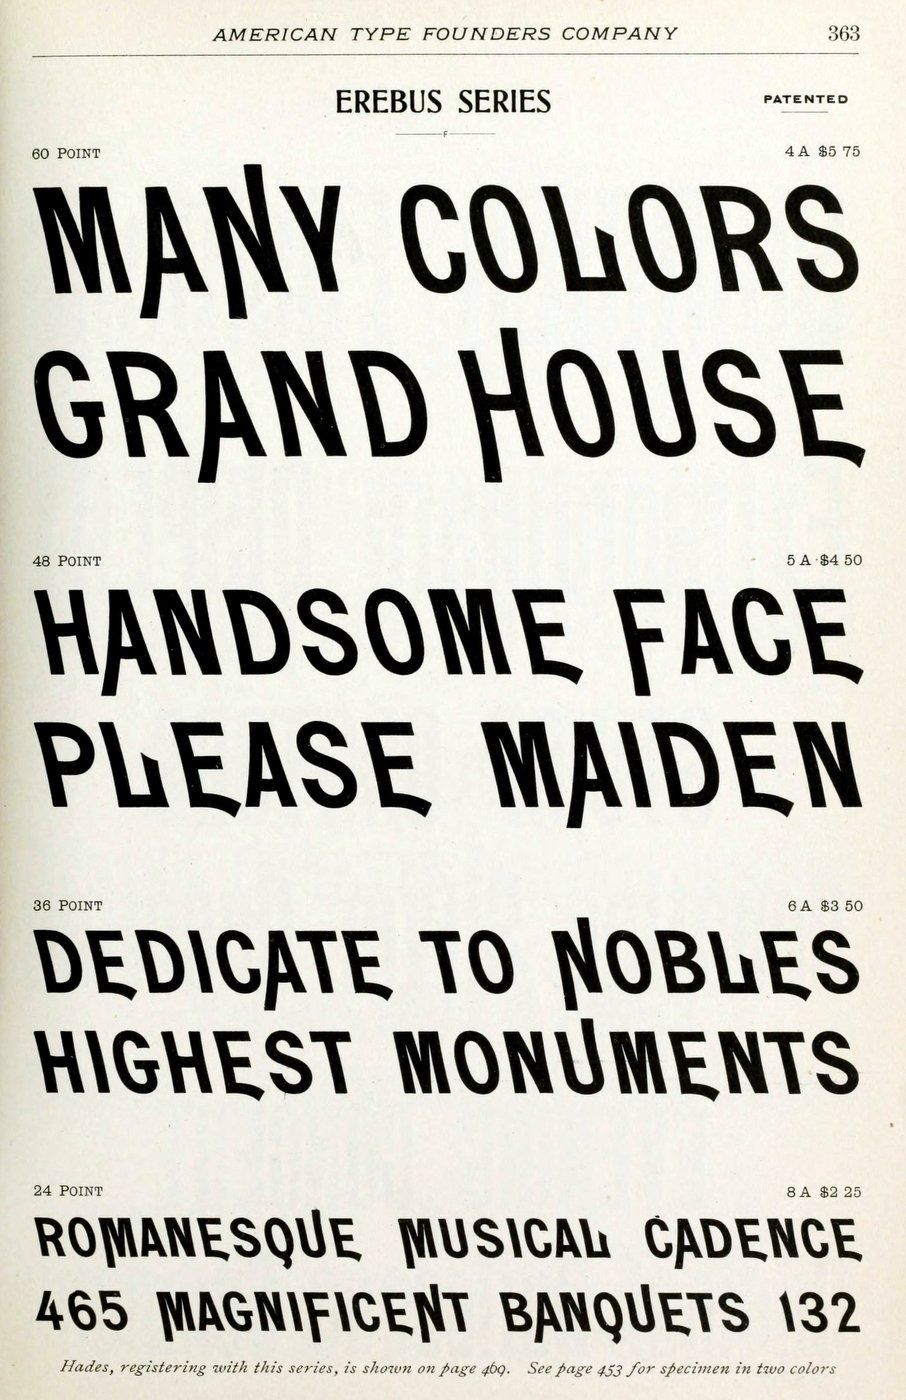 AMERICAN TYPE FOUNDERS COMPANY 363
EREBUS SERIES PATENTED
F
60 POINT 4 A $5 75
MANY COLORS
GRAND HOUSE
48 POINT 5 A $4 50
HANDSOME FACE
PLEASE MAIDEN
36 POINT 6 A $3 50
DEDICATE TO NOBLES
HIGHEST MONUMENTS
24 POINT 8 A $2 25
ROMANESQUE MUSICAL CADENCE
465 MAGNIFICENT BANQUETS 132
Hades, registering with this series, is shown on page 469. See page 453 for specimen in two colors